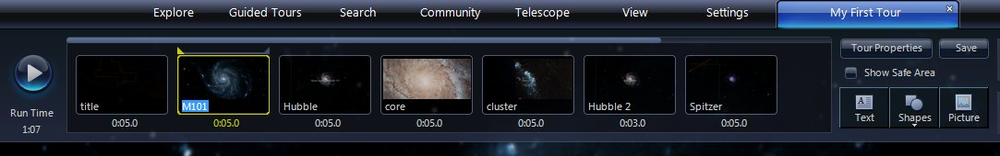 Explore Guided Tours Search Community Telescope View Settings My First Tour
Tour Properties Save
Show Safe Area
title M101 Hubble core cluster Hubble 2 Spitzer
Run Time 0:05.0 0:05.0 0:05.0 0:05.0 0:05.0 0:03.0 0:05.0 Text Shapes Picture
1:07